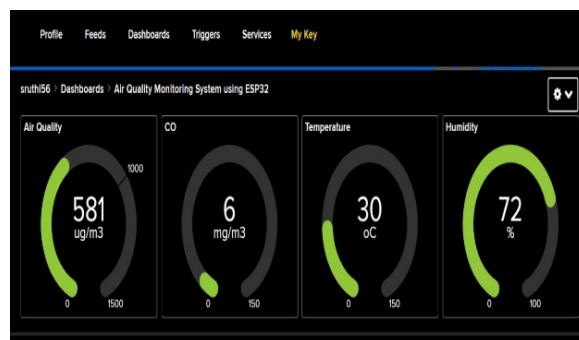 Profile Feeds Dashboards Triggers Services My Key
sruthi56 > Dashboards > Air Quality Monitoring System using ESP32
Air Quality
1000
581
ug/m3
0 1500
CO
6
mg/m3
0 150
Temperature
30
oC
0 150
Humidity
72
%
0 100